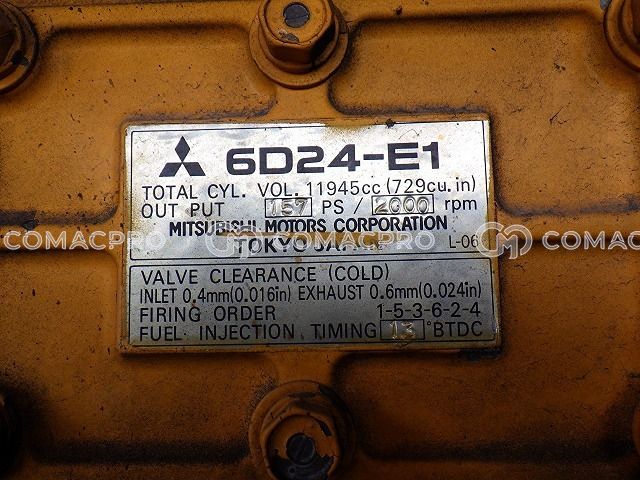 6D24-E1
TOTAL CYL. VOL. 11945cc (729cu. in)
OUT PUT 157 PS / 2000 rpm
MITSUBISHI MOTORS CORPORATION
TOKYO JAPAN L-06
COMACPRO COMACPRO COMACPRO
VALVE CLEARANCE (COLD)
INLET 0.4mm(0.016in) EXHAUST 0.6mm(0.024in)
FIRING ORDER 1-5-3-6-2-4
FUEL INJECTION TIMING 13 °BTDC